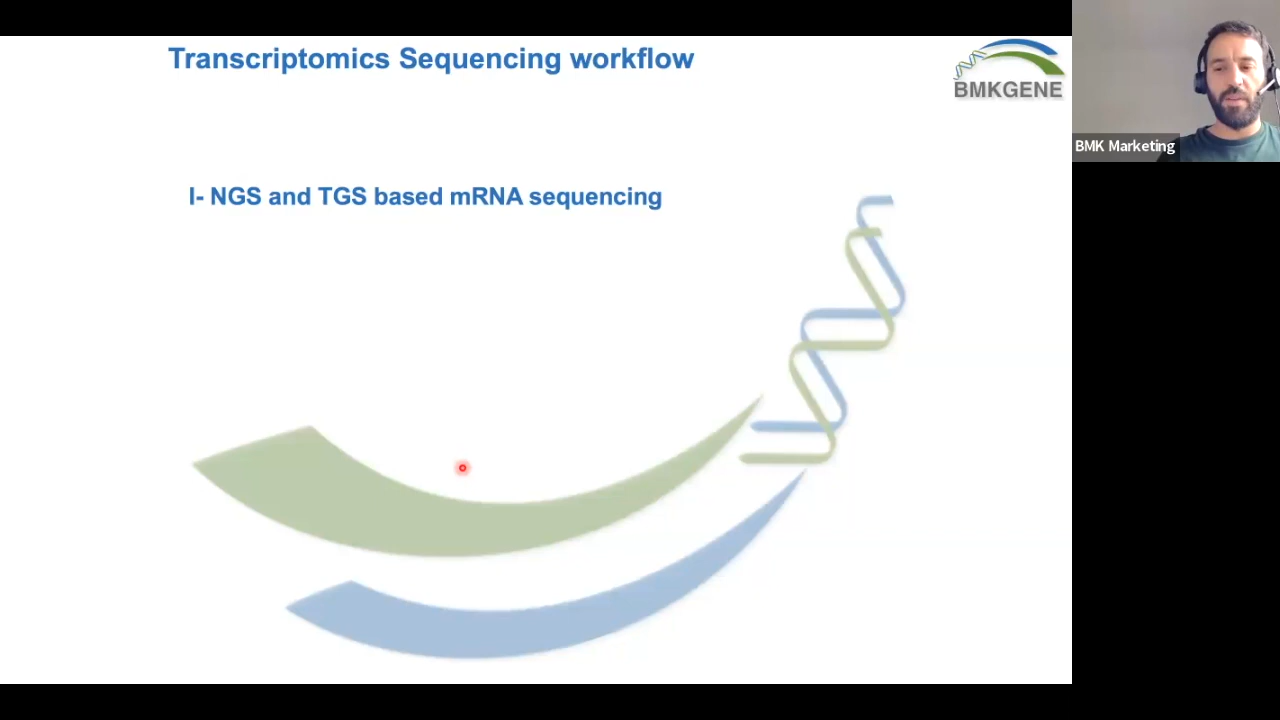 Transcriptomics Sequencing workflow
BMKGENE
BMK Marketing
I- NGS and TGS based mRNA sequencing